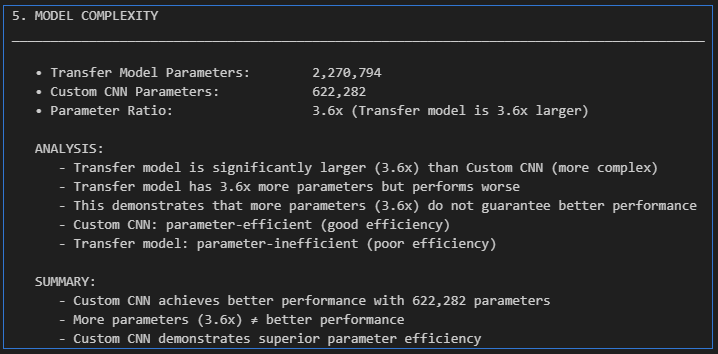 5. MODEL COMPLEXITY
• Transfer Model Parameters: 2,270,794
• Custom CNN Parameters: 622,282
• Parameter Ratio: 3.6x (Transfer model is 3.6x larger)
ANALYSIS:
- Transfer model is significantly larger (3.6x) than Custom CNN (more complex)
- Transfer model has 3.6x more parameters but performs worse
- This demonstrates that more parameters (3.6x) do not guarantee better performance
- Custom CNN: parameter-efficient (good efficiency)
- Transfer model: parameter-inefficient (poor efficiency)
SUMMARY:
- Custom CNN achieves better performance with 622,282 parameters
- More parameters (3.6x) ≠ better performance
- Custom CNN demonstrates superior parameter efficiency